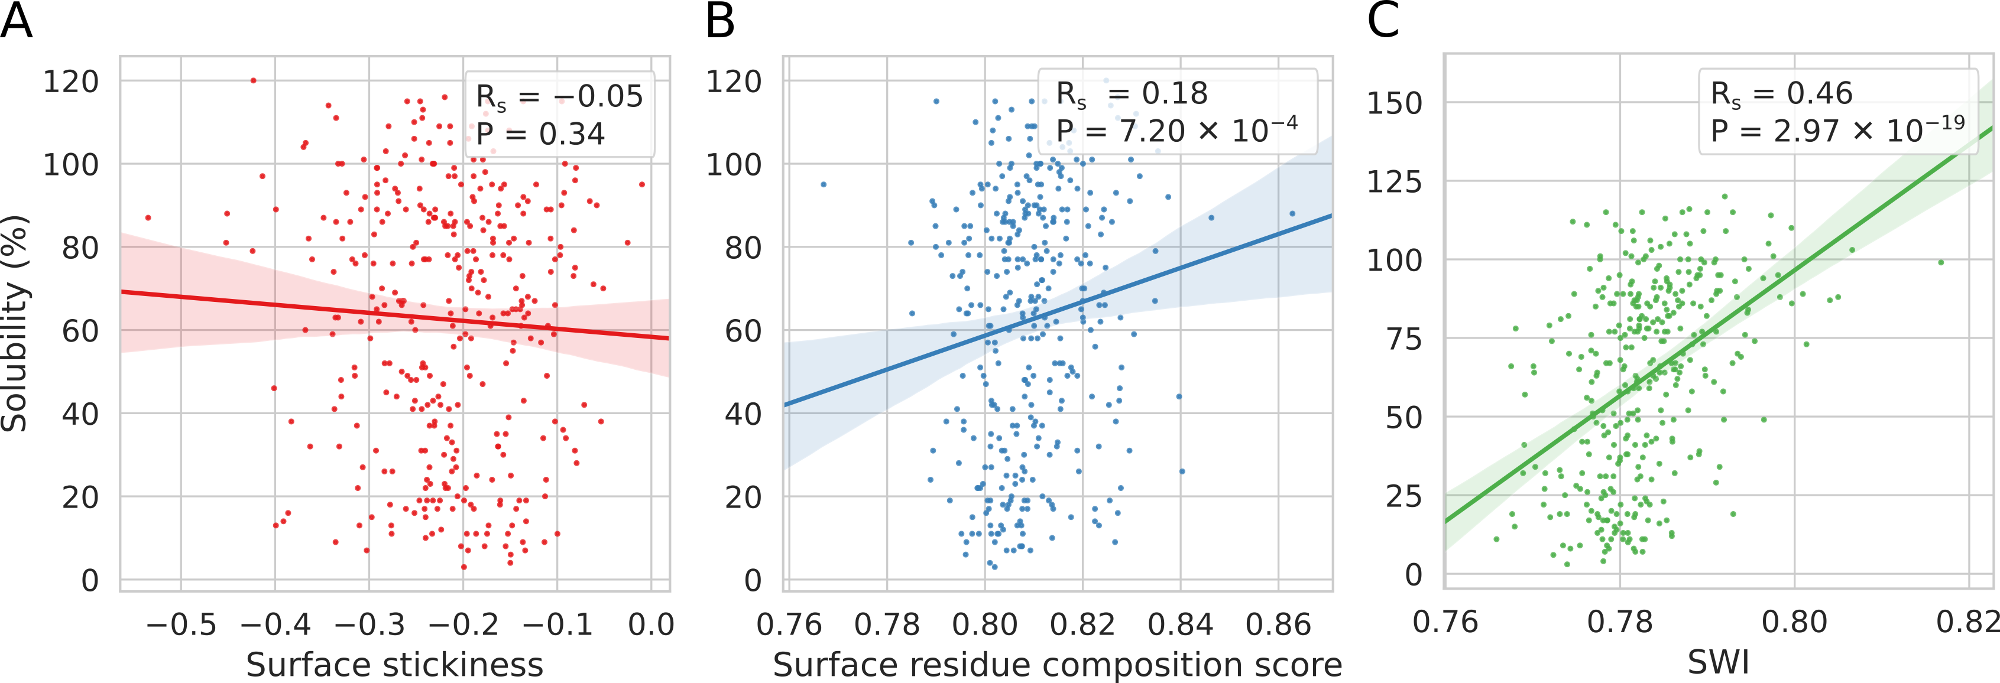 A
B
C
Solubility (%)
120
100
80
60
40
20
0
R_s = −0.05
P = 0.34
−0.5 −0.4 −0.3 −0.2 −0.1 0.0
Surface stickiness
120
100
80
60
40
20
0
R_s = 0.18
P = 7.20 × 10⁻⁴
0.76 0.78 0.80 0.82 0.84 0.86
Surface residue composition score
150
125
100
75
50
25
0
R_s = 0.46
P = 2.97 × 10⁻¹⁹
0.76 0.78 0.80 0.82
SWI